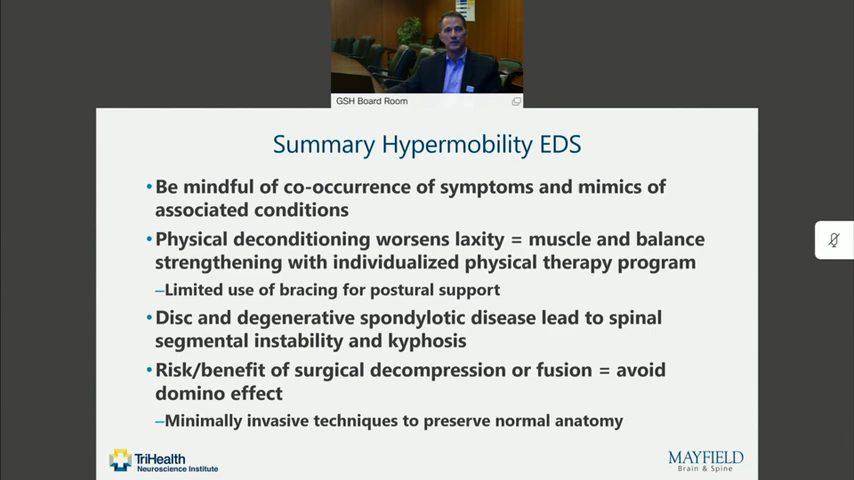 GSH Board Room
Summary Hypermobility EDS
•Be mindful of co-occurrence of symptoms and mimics of
associated conditions
•Physical deconditioning worsens laxity = muscle and balance
strengthening with individualized physical therapy program
–Limited use of bracing for postural support
•Disc and degenerative spondylotic disease lead to spinal
segmental instability and kyphosis
•Risk/benefit of surgical decompression or fusion = avoid
domino effect
–Minimally invasive techniques to preserve normal anatomy
TriHealth
Neuroscience Institute
MAYFIELD
Brain & Spine